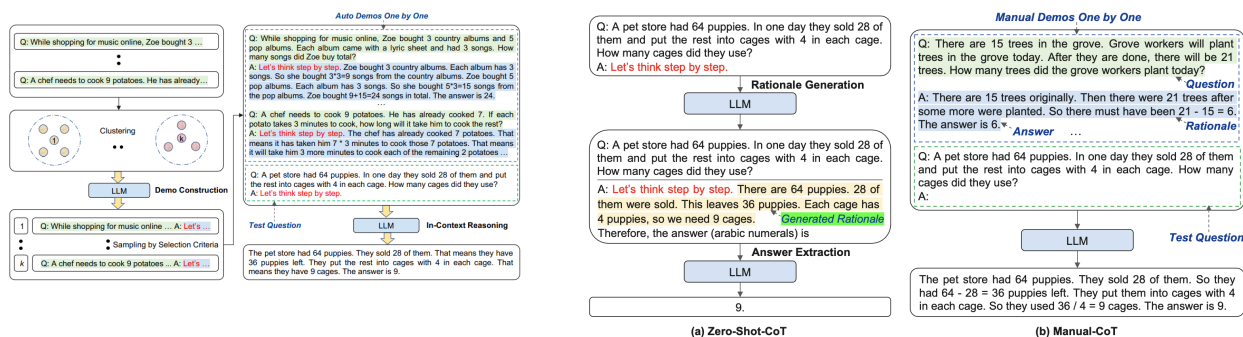 Q: While shopping for music online, Zoe bought 3 …
Q: A chef needs to cook 9 potatoes. He has already…
Clustering
1
k
LLM
Demo Construction
1
Q: While shopping for music online … A: Let's …
Sampling by Selection Criteria
k
Q: A chef needs to cook 9 potatoes ... A: Let's …
Auto Demos One by One
Q: While shopping for music online, Zoe bought 3 country albums and 5
pop albums. Each album came with a lyric sheet and had 3 songs. How
many songs did Zoe buy total?
A: Let's think step by step. Zoe bought 3 country albums. Each album has 3
songs. So she bought 3*3=9 songs from the country albums. Zoe bought 5
pop albums. Each album has 3 songs. So she bought 5*3=15 songs from
the pop albums. Zoe bought 9+15=24 songs in total. The answer is 24.
…
Q: A chef needs to cook 9 potatoes. He has already cooked 7. If each
potato takes 3 minutes to cook, how long will it take him to cook the rest?
A: Let's think step by step. The chef has already cooked 7 potatoes. That
means it has taken him 7 * 3 minutes to cook those 7 potatoes. That means
it will take him 3 more minutes to cook each of the remaining 2 potatoes …
Q: A pet store had 64 puppies. In one day they sold 28 of them and put
the rest into cages with 4 in each cage. How many cages did they use?
A: Let's think step by step.
Test Question
LLM
In-Context Reasoning
The pet store had 64 puppies. They sold 28 of them. That means they have
36 puppies left. They put the rest into cages with 4 in each cage. That
means they have 9 cages. The answer is 9.
Q: A pet store had 64 puppies. In one day they sold 28 of
them and put the rest into cages with 4 in each cage.
How many cages did they use?
A: Let's think step by step.
Rationale Generation
LLM
Q: A pet store had 64 puppies. In one day they sold 28 of
them and put the rest into cages with 4 in each cage.
How many cages did they use?
A: Let's think step by step. There are 64 puppies. 28 of
them were sold. This leaves 36 puppies. Each cage has
4 puppies, so we need 9 cages.
Generated Rationale
Therefore, the answer (arabic numerals) is
Answer Extraction
LLM
9.
(a) Zero-Shot-CoT
Manual Demos One by One
Q: There are 15 trees in the grove. Grove workers will plant
trees in the grove today. After they are done, there will be 21
trees. How many trees did the grove workers plant today?
Question
A: There are 15 trees originally. Then there were 21 trees after
some more were planted. So there must have been 21 - 15 = 6.
The answer is 6.
Answer
…
Rationale
Q: A pet store had 64 puppies. In one day they sold 28 of them
and put the rest into cages with 4 in each cage. How many
cages did they use?
A:
LLM
Test Question
The pet store had 64 puppies. They sold 28 of them. So they
had 64 - 28 = 36 puppies left. They put them into cages with 4
in each cage. So they used 36 / 4 = 9 cages. The answer is 9.
(b) Manual-CoT